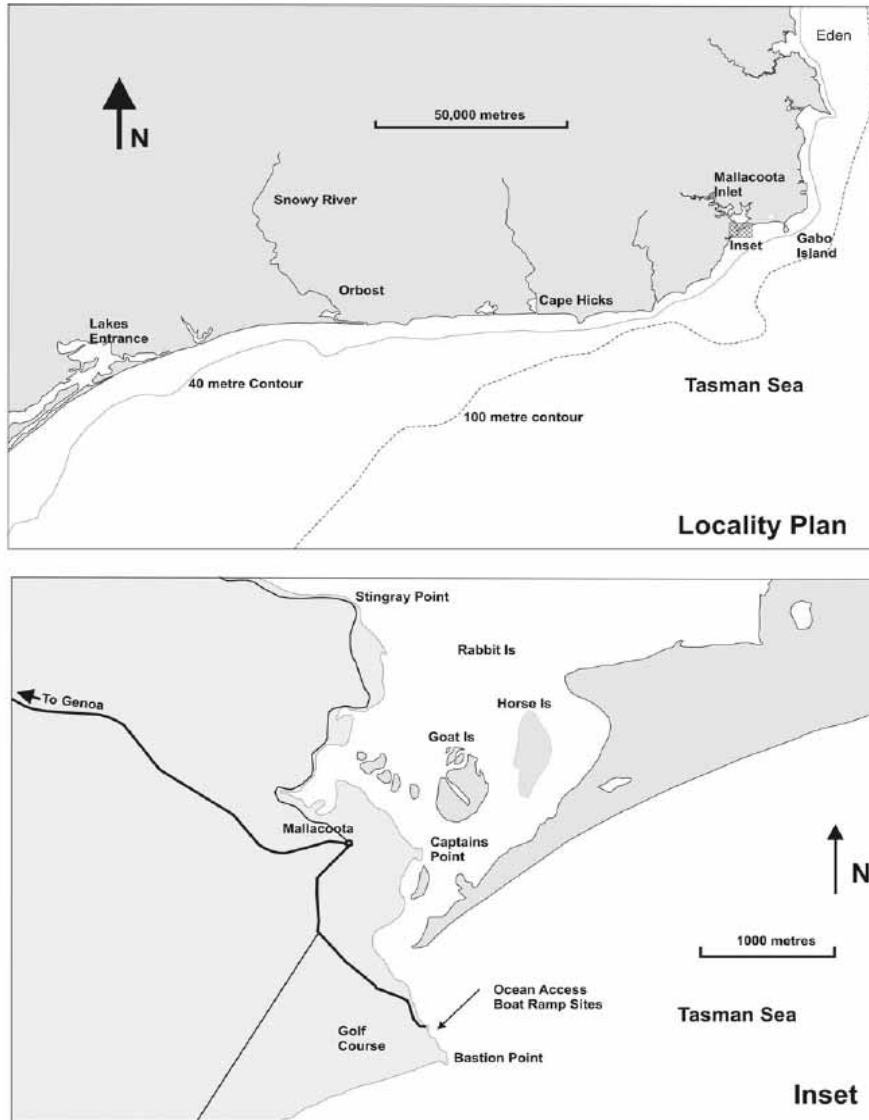 Eden
50,000 metres
N
Snowy River
Mallacoota
Inlet
Inset
Gabo
Island
Orbost
Cape Hicks
Lakes
Entrance
40 metre Contour
Tasman Sea
100 metre contour
Locality Plan
Stingray Point
Rabbit Is
To Genoa
Horse Is
Goat Is
Mallacoota
Captains
Point
N
1000 metres
Ocean Access
Boat Ramp Sites
Tasman Sea
Golf
Course
Bastion Point
Inset